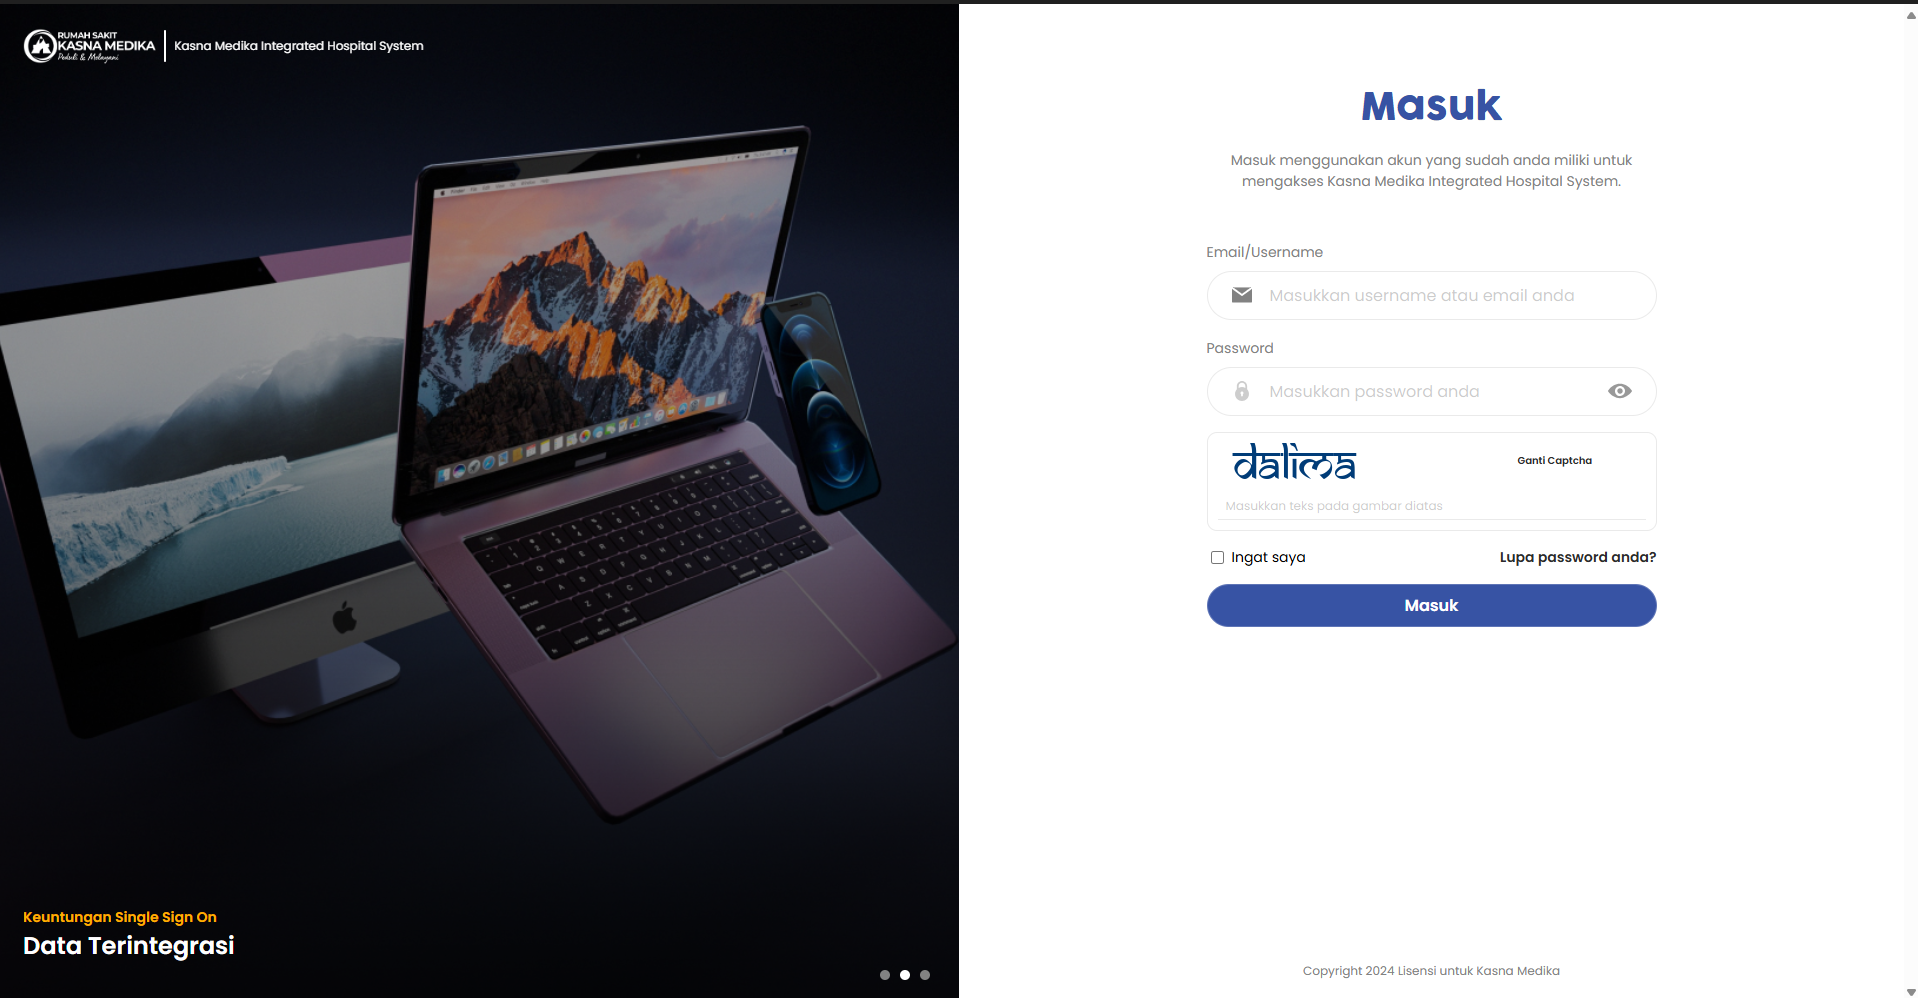 RUMAH SAKIT
KASNA MEDIKA
Peduli & Melayani
Kasna Medika Integrated Hospital System
Keuntungan Single Sign On
Data Terintegrasi
Masuk
Masuk menggunakan akun yang sudah anda miliki untuk
mengakses Kasna Medika Integrated Hospital System.
Email/Username
Masukkan username atau email anda
Password
Masukkan password anda
dalima
Ganti Captcha
Masukkan teks pada gambar diatas
Ingat saya
Lupa password anda?
Masuk
Copyright 2024 Lisensi untuk Kasna Medika